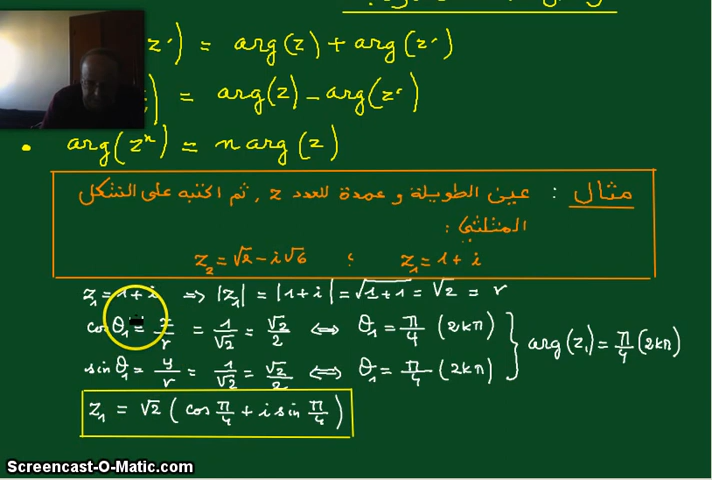 z') = arg(z) + arg(z')
) = arg(z) - arg(z')
• arg(zⁿ) = n arg(z)
مثال : عين الطويلة و عمدة للعدد z , ثم اكتبه على الشكل
المثلثي :
z₁ = 1 + i ; z₂ = √2 - i√6
z₁ = 1 + i ⇒ |z₁| = |1 + i| = √1+1 = √2 = r
cos θ₁ = x/r = 1/√2 = √2/2 ⇔ θ₁ = π/4 (2kπ)
sin θ₁ = y/r = 1/√2 = √2/2 ⇔ θ₁ = π/4 (2kπ)
} arg(z₁) = π/4 (2kπ)
z₁ = √2 ( cos π/4 + i sin π/4 )
Screencast-O-Matic.com